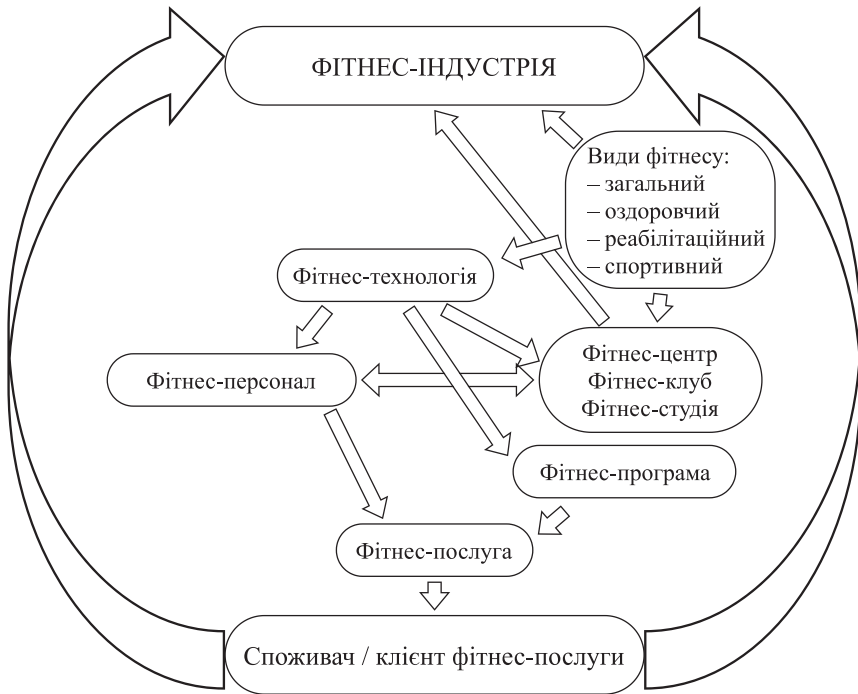 ФІТНЕС-ІНДУСТРІЯ
Види фітнесу:
– загальний
– оздоровчий
– реабілітаційний
– спортивний
Фітнес-технологія
Фітнес-персонал
Фітнес-центр
Фітнес-клуб
Фітнес-студія
Фітнес-програма
Фітнес-послуга
Споживач / клієнт фітнес-послуги